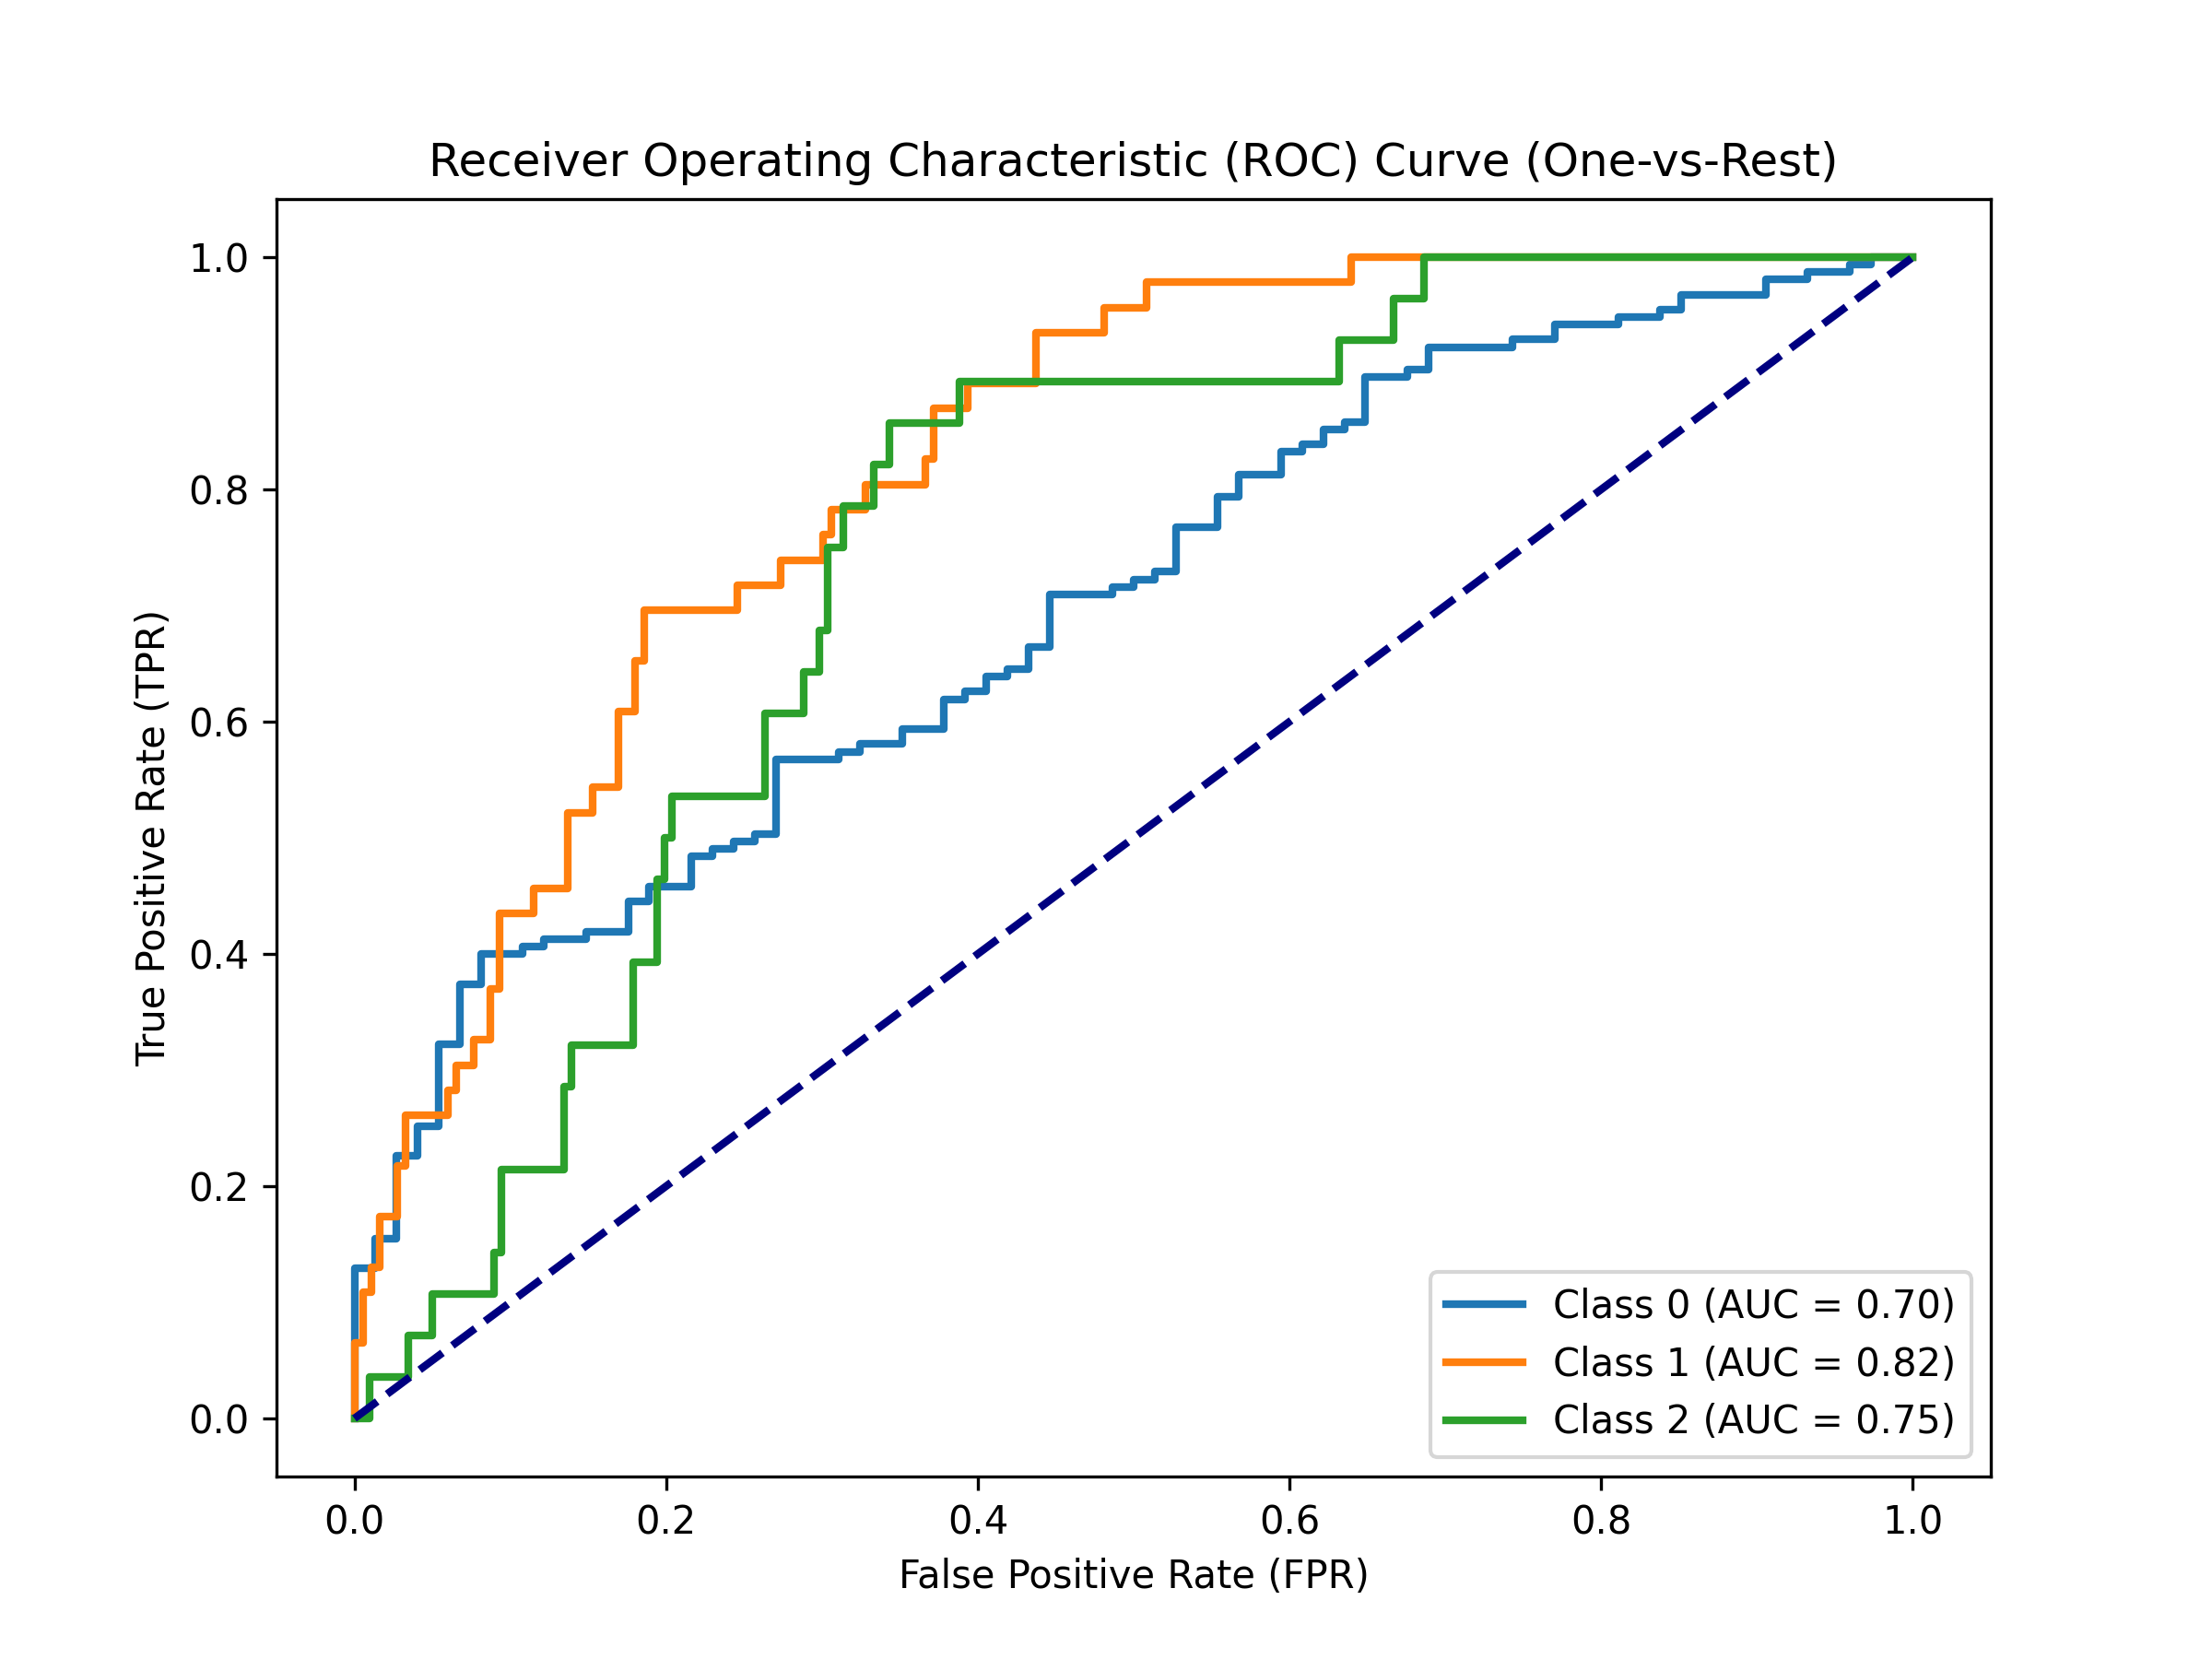 Receiver Operating Characteristic (ROC) Curve (One-vs-Rest)
1.0
0.8
0.6
0.4
0.2
0.0
True Positive Rate (TPR)
Class 0 (AUC = 0.70)
Class 1 (AUC = 0.82)
Class 2 (AUC = 0.75)
0.0 0.2 0.4 0.6 0.8 1.0
False Positive Rate (FPR)